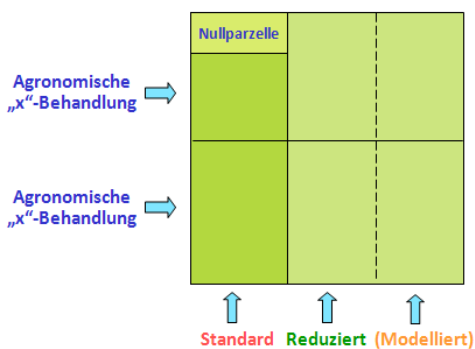 Nullparzelle
Agronomische
„x“-Behandlung
Agronomische
„x“-Behandlung
Standard Reduziert (Modelliert)